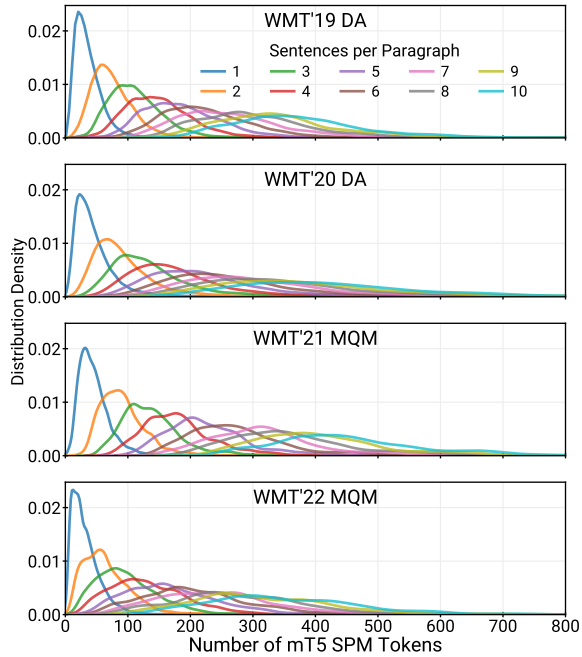 WMT'19 DA
Sentences per Paragraph
1 3 5 7 9
2 4 6 8 10
0.02
0.01
0.00
WMT'20 DA
0.02
0.01
0.00
Distribution Density
WMT'21 MQM
0.02
0.01
0.00
WMT'22 MQM
0.02
0.01
0.00
0 100 200 300 400 500 600 700 800
Number of mT5 SPM Tokens